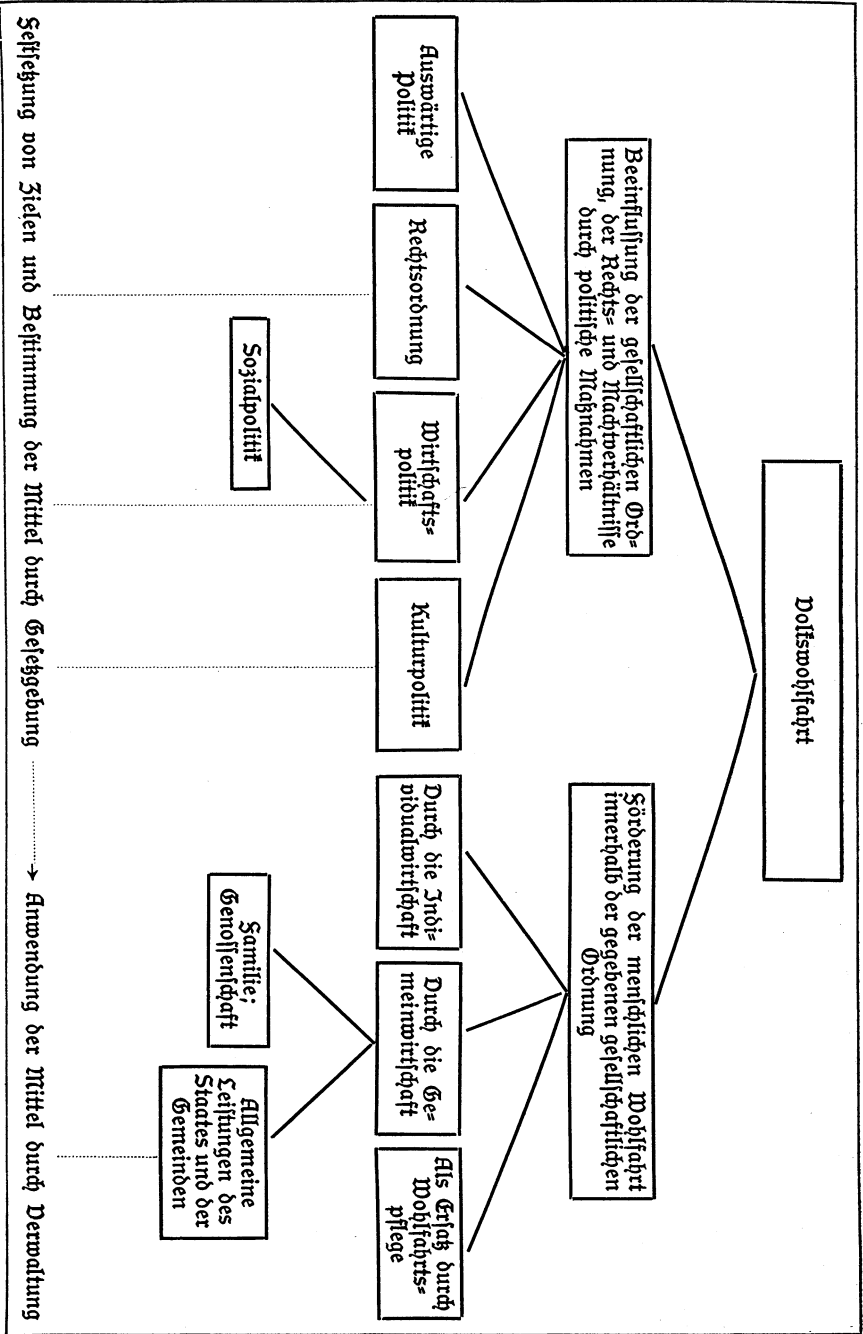 Volkswohlfahrt
Beeinflussung der gesellschaftlichen Ord=
nung, der Rechts= und Machtverhältnisse
durch politische Maßnahmen
Förderung der menschlichen Wohlfahrt
innerhalb der gegebenen gesellschaftlichen
Ordnung
Auswärtige
Politik
Rechtsordnung
Wirtschafts=
politik
Kulturpolitik
Durch die Indi=
vidualwirtschaft
Durch die Ge=
meinwirtschaft
Als Ersatz durch
Wohlfahrts=
pflege
Sozialpolitik
Familie;
Genossenschaft
Allgemeine
Leistungen des
Staates und der
Gemeinden
Festsetzung von Zielen und Bestimmung der Mittel durch Gesetzgebung → Anwendung der Mittel durch Verwaltung